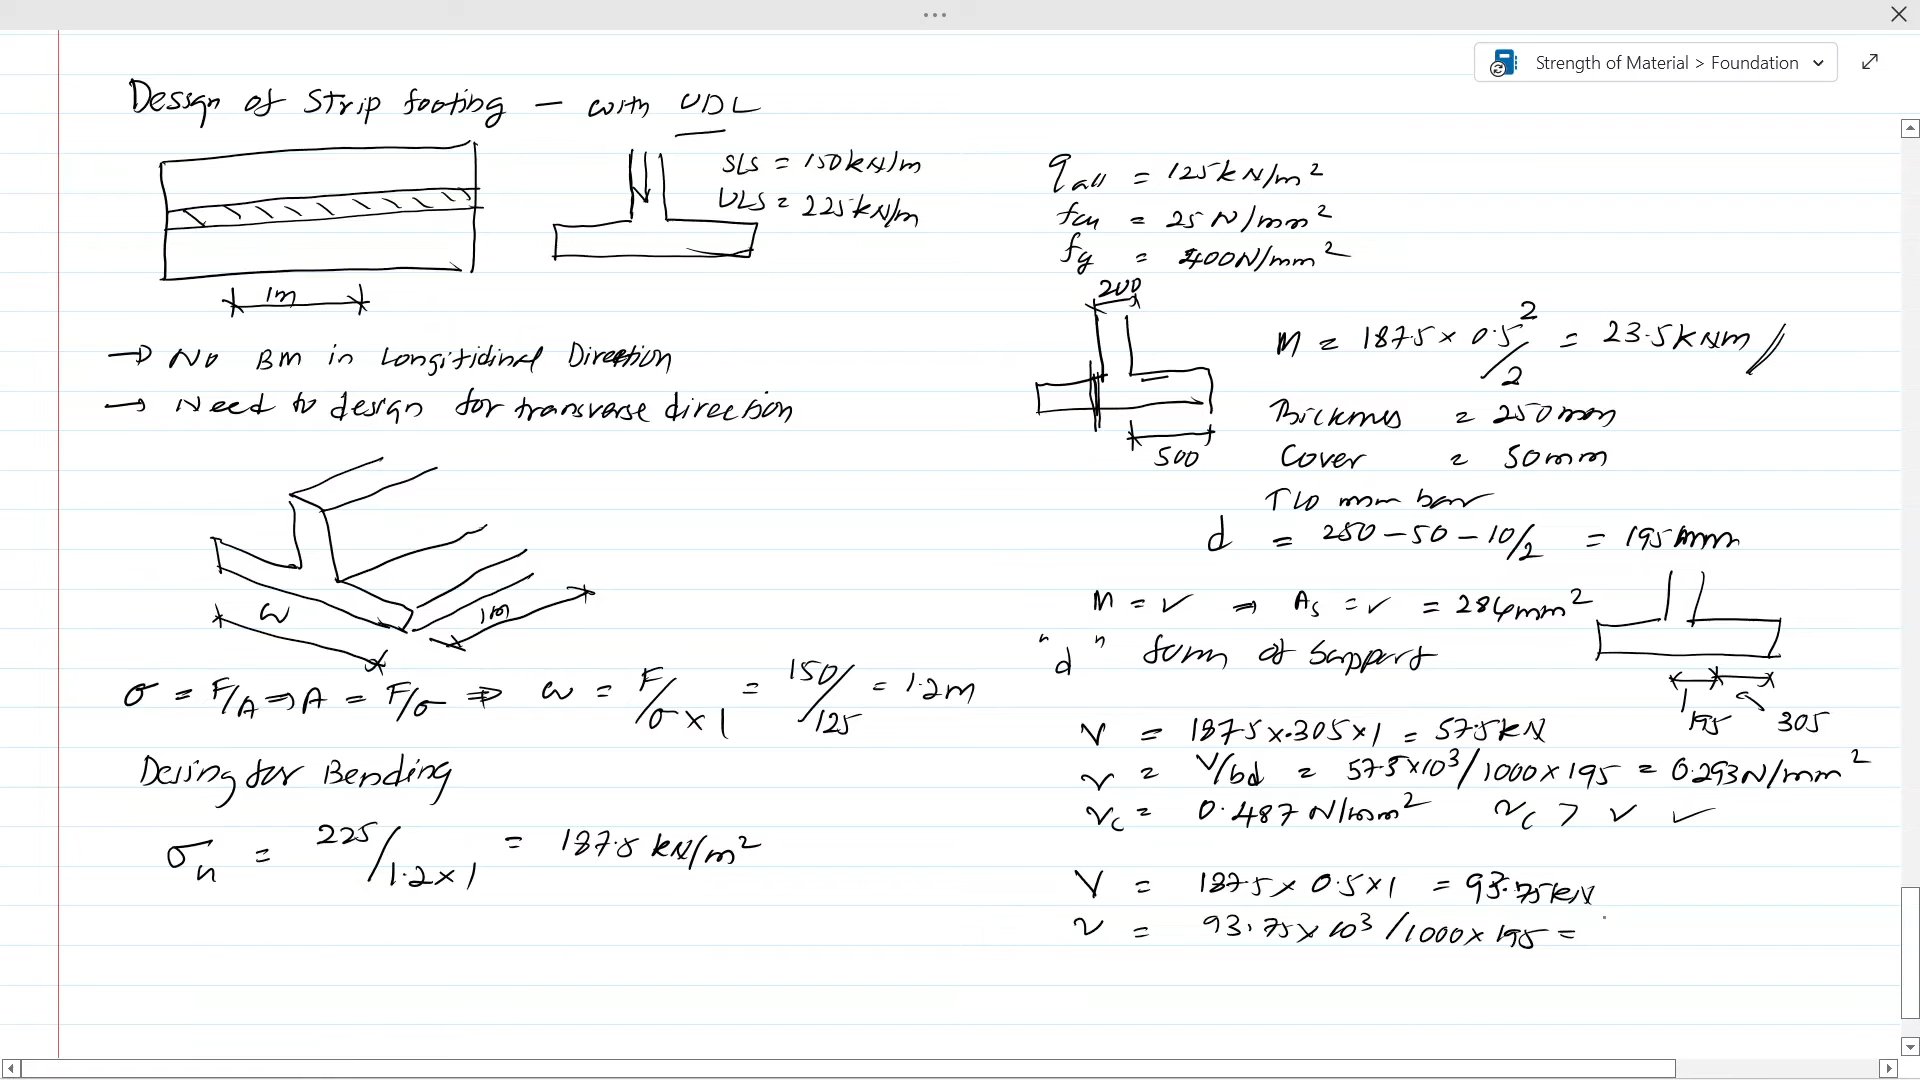 Strength of Material > Foundation
Dessgn of Strip footing – with UDL
SLS = 150kN/m
ULS = 225kN/m
1m
→ No BM in Longitidinal Direction
→ Need to design for transverse direction
w
1m
σ = F/A ⇒ A = F/σ ⇒ w = F/σ×1 = 150/125 = 1.2m
Desing for Bending
σn = 225/1.2×1 = 187.5 kN/m²
qall = 125kN/m²
fcu = 25 N/mm²
fy = 400N/mm²
200
500
M = 187.5 × 0.5²/2 = 23.5kNm //
Thickness = 250mm
Cover = 50mm
T10 mm bar
d = 250 – 50 – 10/2 = 195mm
M = ✓ ⇒ As = ✓ = 284mm²
"d" form of Support
195
305
V = 187.5×.305×1 = 57.5kN
v = V/bd = 57.5×10³/1000×195 = 0.293N/mm²
vc = 0.487 N/mm² vc > v ✓
V = 187.5× 0.5×1 = 93.75kN
v = 93.75×10³/1000×195 =